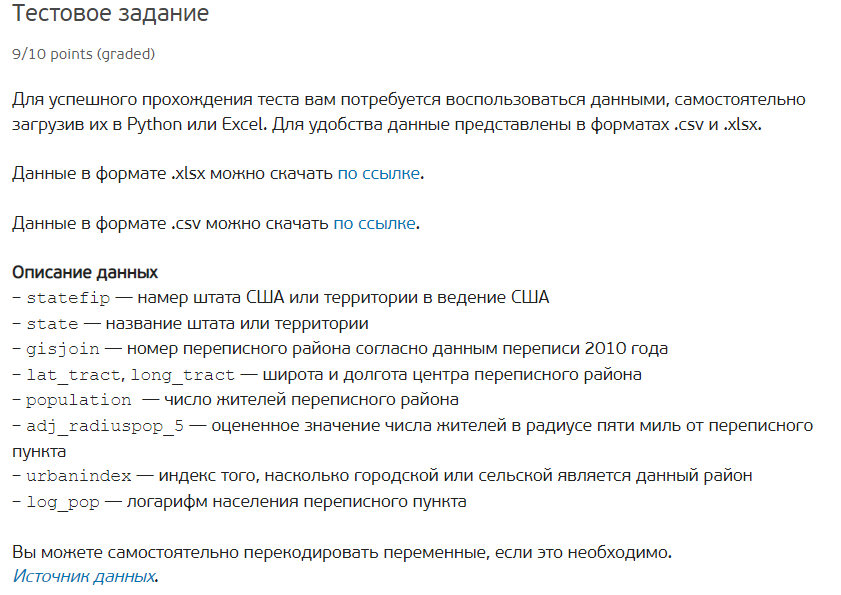 Тестовое задание
9/10 points (graded)
Для успешного прохождения теста вам потребуется воспользоваться данными, самостоятельно
загрузив их в Python или Excel. Для удобства данные представлены в форматах .csv и .xlsx.
Данные в формате .xlsx можно скачать по ссылке.
Данные в формате .csv можно скачать по ссылке.
Описание данных
– statefip — намер штата США или территории в ведение США
– state — название штата или территории
– gisjoin — номер переписного района согласно данным переписи 2010 года
– lat_tract, long_tract — широта и долгота центра переписного района
– population — число жителей переписного района
– adj_radiuspop_5 — оцененное значение числа жителей в радиусе пяти миль от переписного
пункта
– urbanindex — индекс того, насколько городской или сельской является данный район
– log_pop — логарифм населения переписного пункта
Вы можете самостоятельно перекодировать переменные, если это необходимо.
Источник данных.